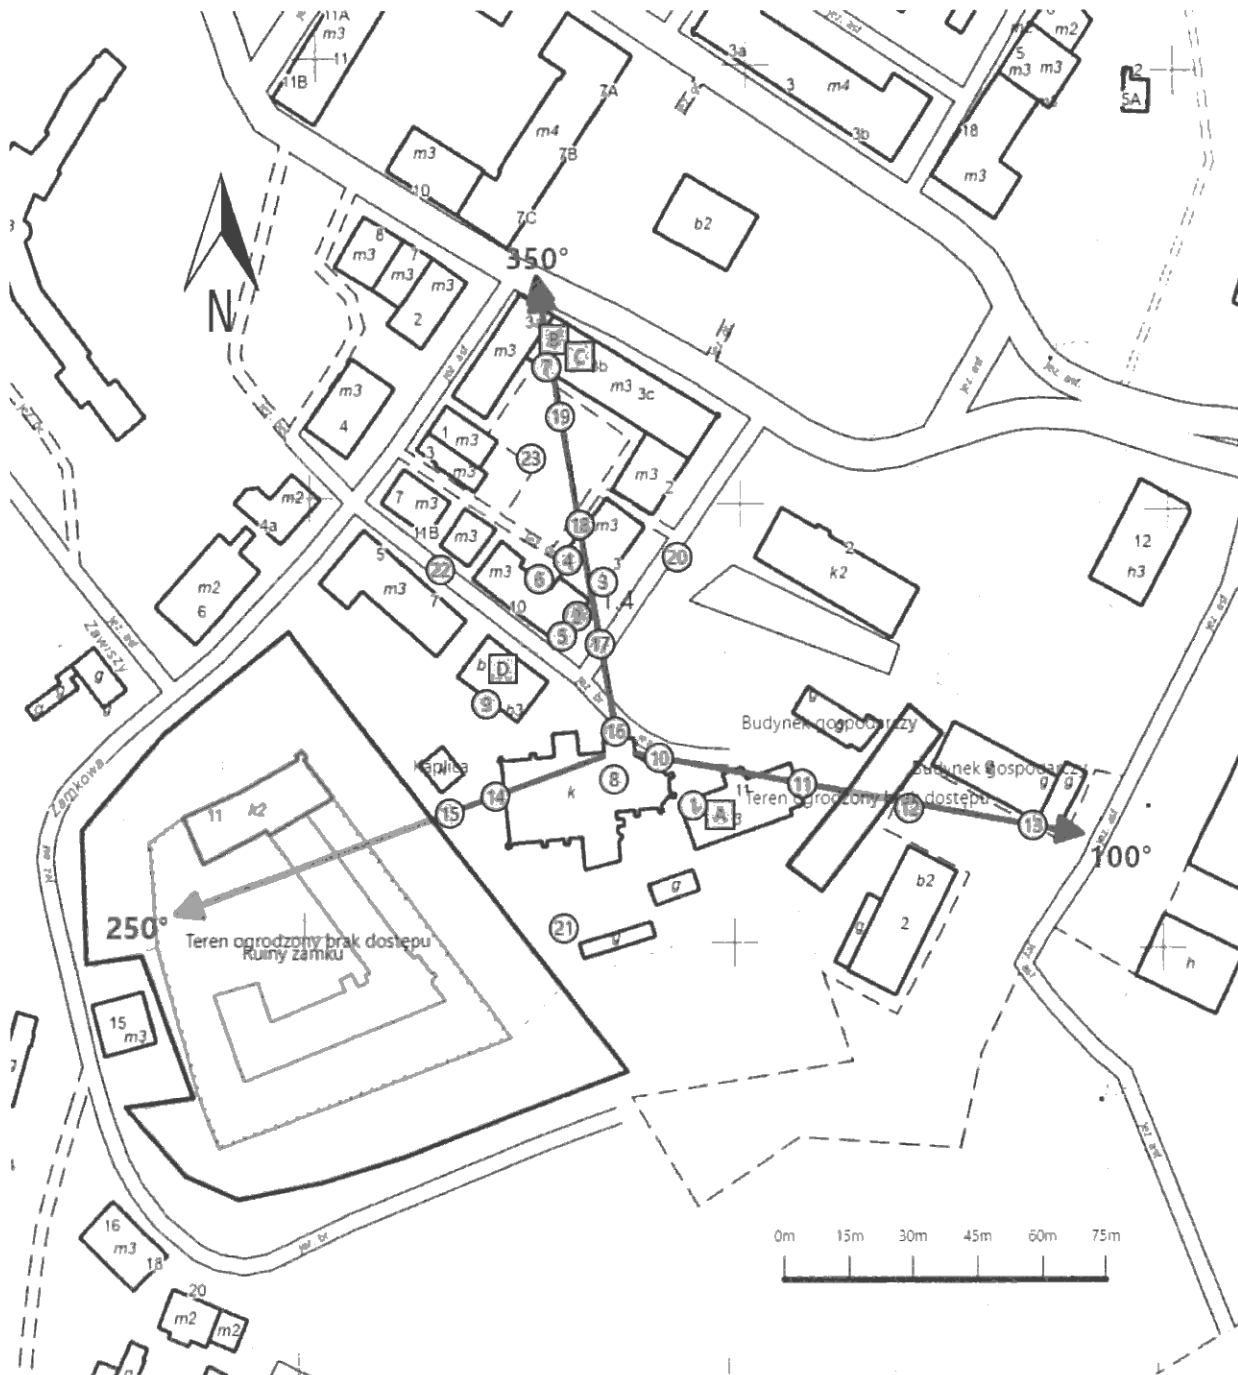 11A
m3
11
11B
m3
10
m4
7A
7B
7C
3a
3
m4
3b
m2
5
m3
m3
18
m3
m2
5A
b2
N
8
m3
7
m3
m3
2
350°
m3
B
C
7
m3
3c
m3
4
1
m3
3
m3
19
23
m3
2
7
m3
11B
m3
18
m3
4
3
6
m3
10
5
17
20
22
5
m3
7
m2
4a
m2
6
2
k2
12
h3
Zawiszy
g
g
g
g
b
D
9
b3
16
10
8
k
Kaplica
14
15
1
A
11
Budynek gospodarczy
g
Budynek gospodarczy
g
g
g
Teren ogrodzony brak dostępu
12
13
100°
Zamkowa
11
k2
250°
Teren ogrodzony brak dostępu
Ruiny zamku
21
g
g
b2
g
2
h
15
m3
16
m3
18
20
m2
m2
jez. br
0m 15m 30m 45m 60m 75m